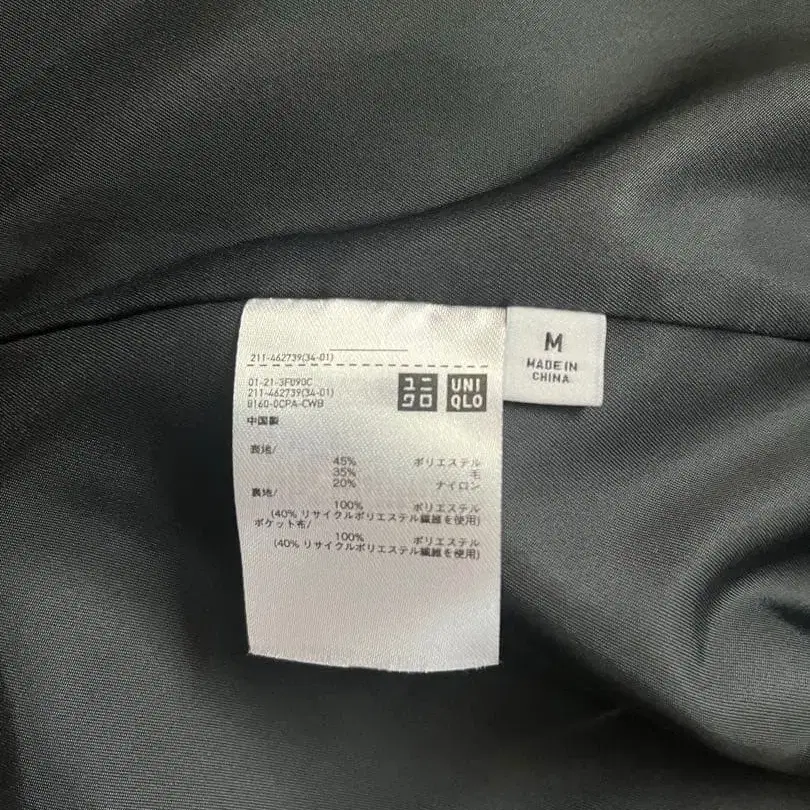 211-462739(34-01)
01-21-3F090C
211-462739(34-01)
8160-0CPA-CWB
ユニ
クロ
UNI
QLO
中国製
表地/
45% ポリエステル
35% 毛
20% ナイロン
裏地/
100% ポリエステル
(40% リサイクルポリエステル繊維を使用)
ポケット布/
100% ポリエステル
(40% リサイクルポリエステル繊維を使用)
M
MADE IN
CHINA